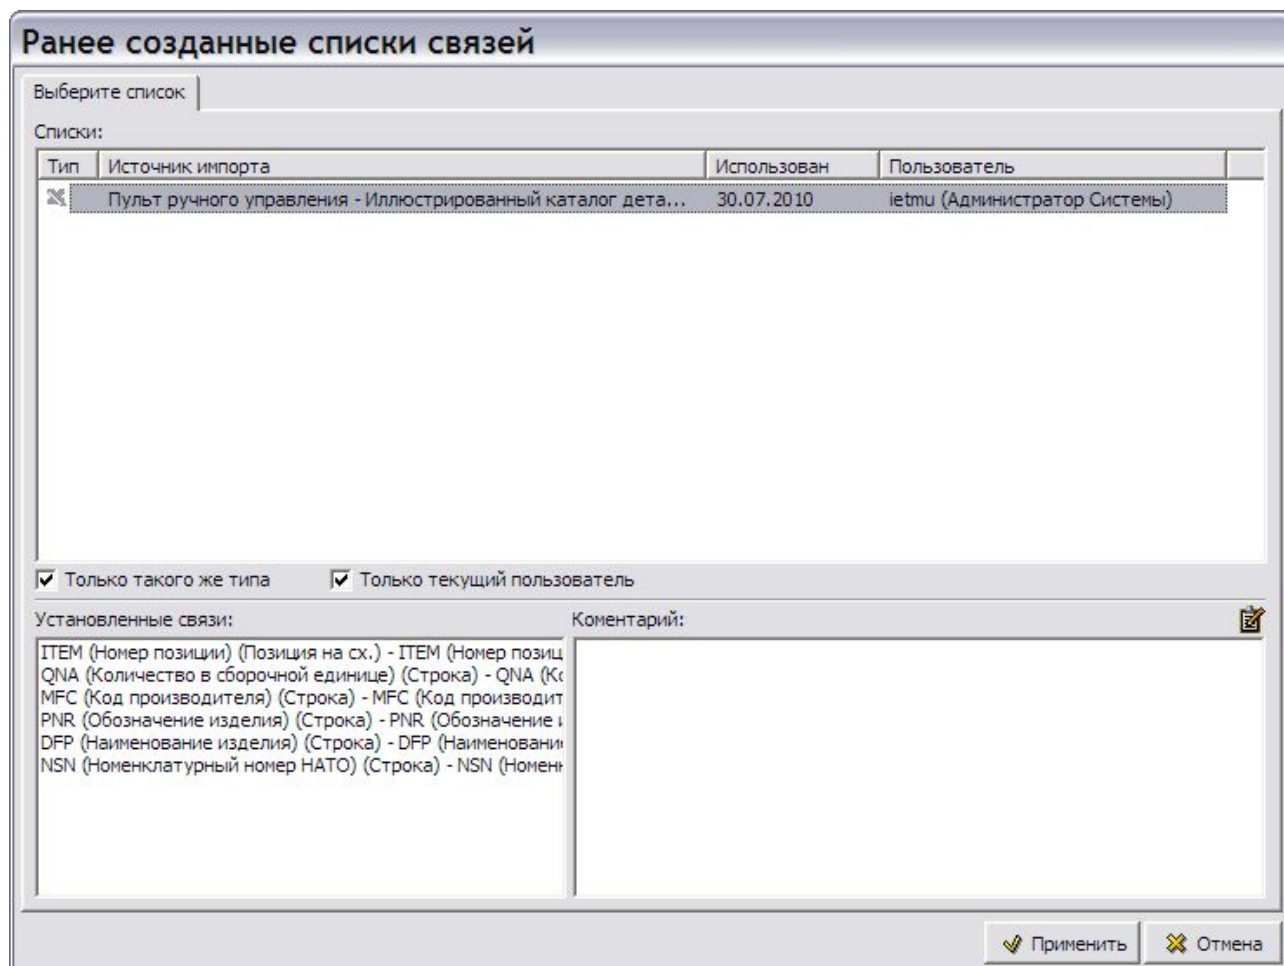 Ранее созданные списки связей
Выберите список
Списки:
Тип Источник импорта Использован Пользователь
Пульт ручного управления - Иллюстрированный каталог дета... 30.07.2010 ietmu (Администратор Системы)
Только такого же типа Только текущий пользователь
Установленные связи: Коментарий:
ITEM (Номер позиции) (Позиция на сх.) - ITEM (Номер позиц
QNA (Количество в сборочной единице) (Строка) - QNA (Ко
MFC (Код производителя) (Строка) - MFC (Код производит
PNR (Обозначение изделия) (Строка) - PNR (Обозначение и
DFP (Наименование изделия) (Строка) - DFP (Наименовани
NSN (Номенклатурный номер НАТО) (Строка) - NSN (Номен
Применить Отмена